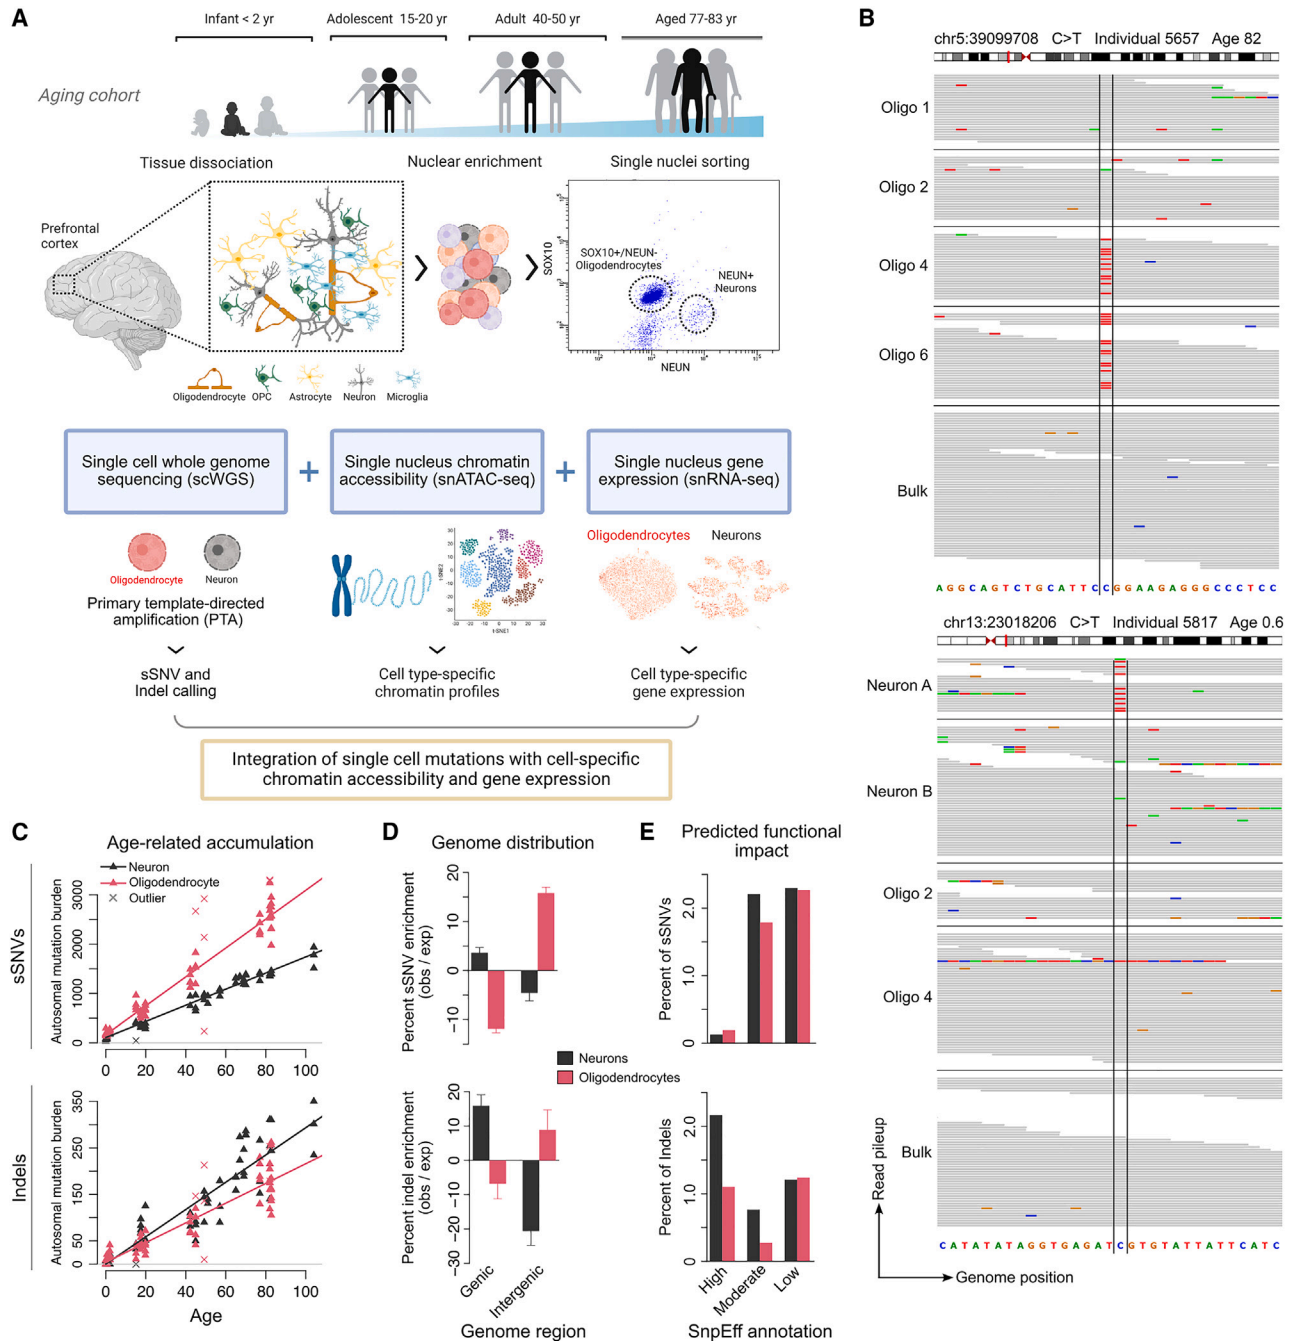 A
Infant < 2 yr
Adolescent 15-20 yr
Adult 40-50 yr
Aged 77-83 yr
Aging cohort
Tissue dissociation
Nuclear enrichment
Single nuclei sorting
Prefrontal
cortex
SOX10
SOX10+/NEUN-
Oligodendrocytes
NEUN+
Neurons
NEUN
Oligodendrocyte
OPC
Astrocyte
Neuron
Microglia
Single cell whole genome
sequencing (scWGS)
+
Single nucleus chromatin
accessibility (snATAC-seq)
+
Single nucleus gene
expression (snRNA-seq)
Oligodendrocyte
Neuron
Primary template-directed
amplification (PTA)
t-SNE2
t-SNE1
Oligodendrocytes
Neurons
sSNV and
Indel calling
Cell type-specific
chromatin profiles
Cell type-specific
gene expression
Integration of single cell mutations with cell-specific
chromatin accessibility and gene expression
B
chr5:39099708 C>T Individual 5657 Age 82
Oligo 1
Oligo 2
Oligo 4
Oligo 6
Bulk
A G G C A G T C T G C A T T C C G G A A G A G G G C C C T C C
chr13:23018206 C>T Individual 5817 Age 0.6
Neuron A
Neuron B
Oligo 2
Oligo 4
Bulk
C A T A T A T A G G T G A G A T C G T G T A T T A T T C A T C
Read pileup
Genome position
C
Age-related accumulation
Neuron
Oligodendrocyte
Outlier
sSNVs
Autosomal mutation burden
3000
2000
1000
0
0 20 40 60 80 100
Indels
Autosomal mutation burden
350
250
150
50
0
0 20 40 60 80 100
Age
D
Genome distribution
Percent sSNV enrichment
(obs / exp)
20
10
0
−10
Neurons
Oligodendrocytes
Percent indel enrichment
(obs / exp)
20
10
0
−10
−20
−30
Genic
Intergenic
Genome region
E
Predicted functional
impact
Percent of sSNVs
2.0
1.0
0
Percent of Indels
2.0
1.0
0
High
Moderate
Low
SnpEff annotation